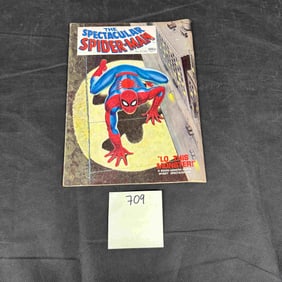 THE
SPECTACULAR
SPIDER-MAN
"LO, THIS
MONSTER!"
709